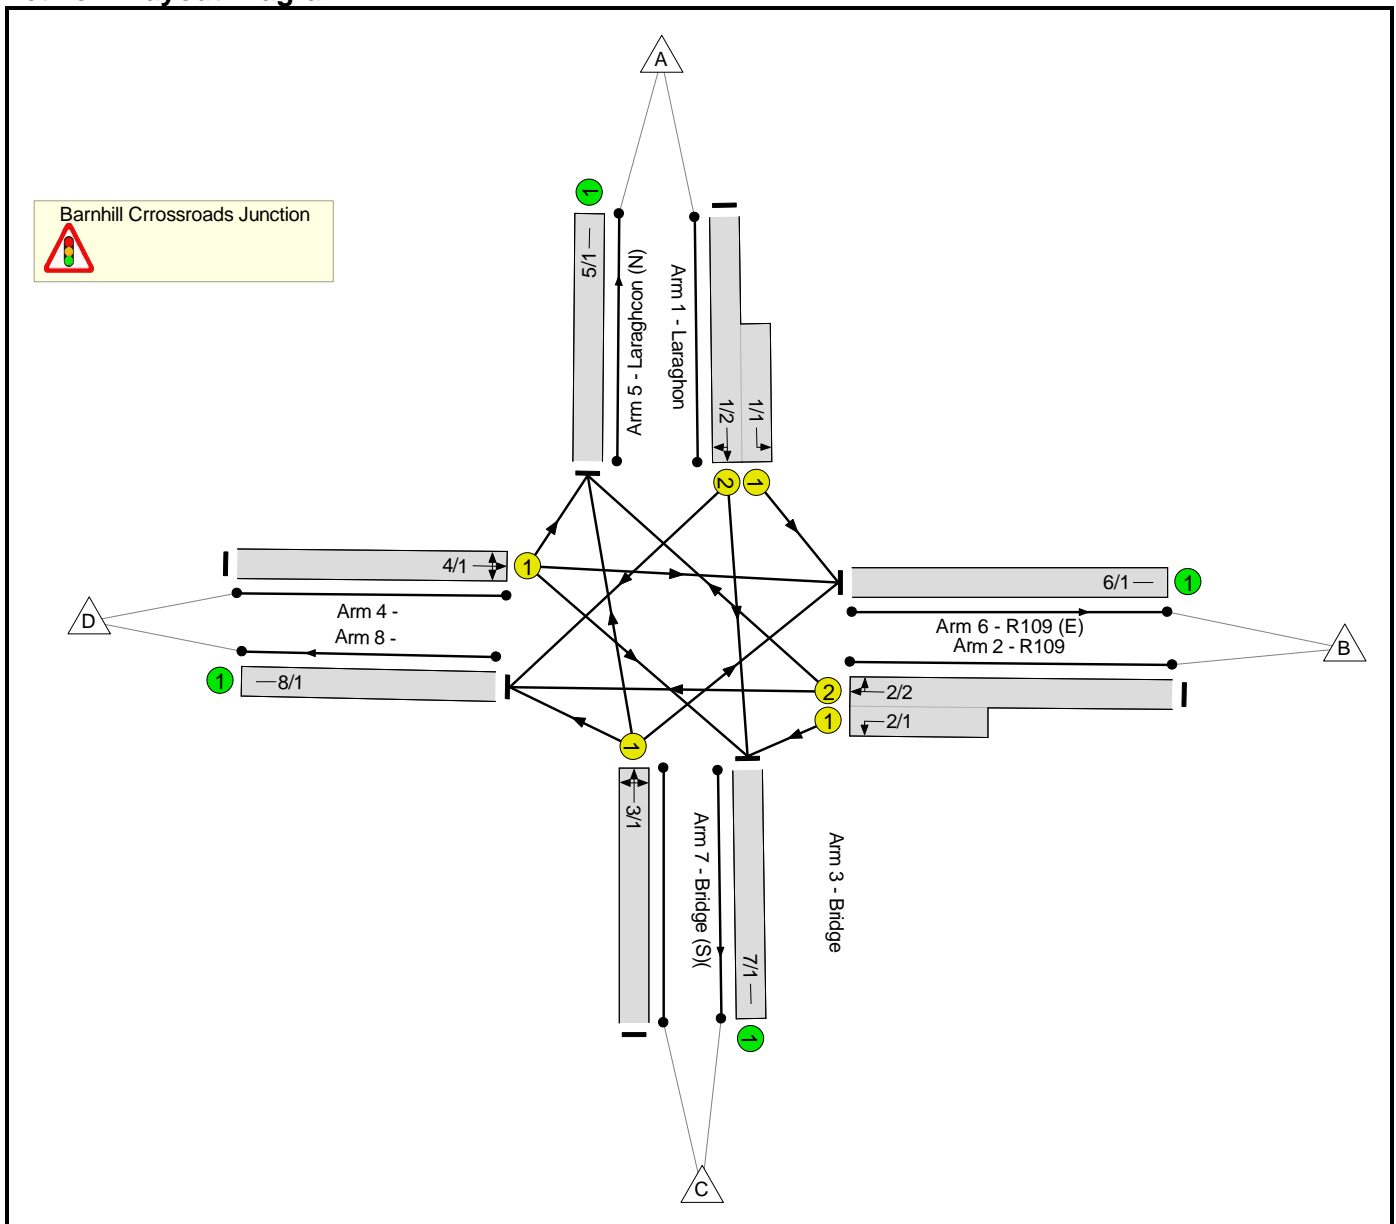 A
Barnhill Crrossroads Junction
1
5/1
Arm 5 - Laraghcon (N)
Arm 1 - Laraghon
1/2
1/1
2
1
4/1
1
6/1
1
D
Arm 4 -
Arm 8 -
Arm 6 - R109 (E)
Arm 2 - R109
B
1
8/1
2
2/2
1
2/1
1
3/1
Arm 7 - Bridge (S)(
7/1
Arm 3 - Bridge
1
C